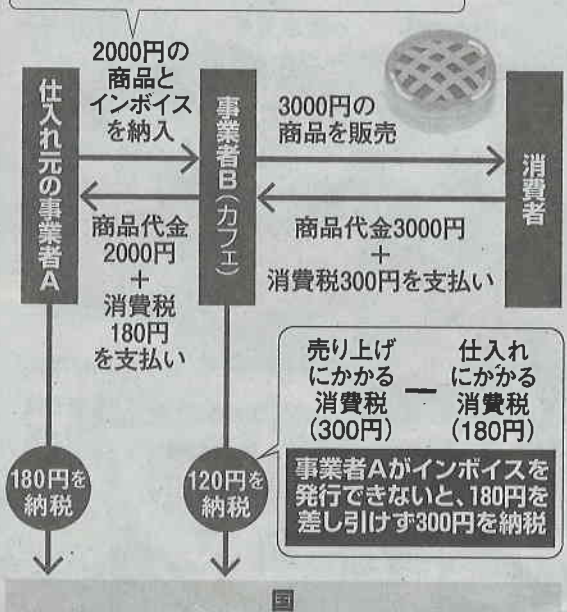 2000円の
商品と
インボイス
を納入
仕入れ元の事業者A
事業者B(カフェ)
3000円の
商品を販売
消費者
商品代金
2000円
+
消費税
180円
を支払い
商品代金3000円
+
消費税300円を支払い
売り上げ
にかかる
消費税
(300円)
ー
仕入れ
にかかる
消費税
(180円)
事業者Aがインボイスを
発行できないと、180円を
差し引けず300円を納税
180円を
納税
120円を
納税
国